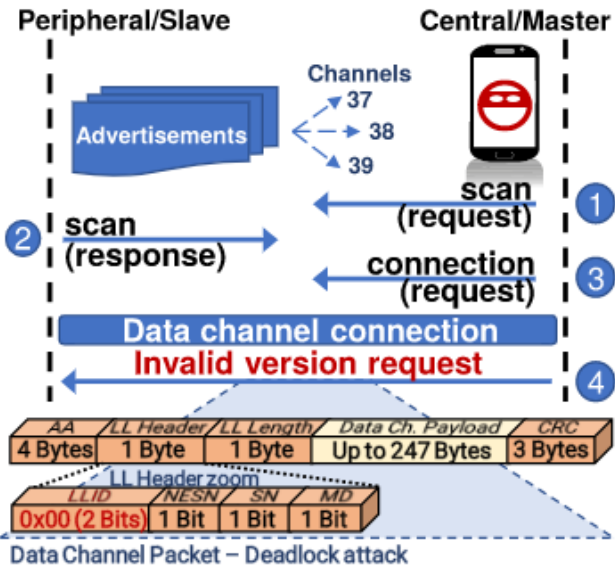 Peripheral/Slave
Central/Master
Channels
Advertisements
37
38
39
scan
(request)
1
2
scan
(response)
connection
(request)
3
Data channel connection
Invalid version request
4
AA LL Header LL Length Data Ch. Payload CRC
4 Bytes 1 Byte 1 Byte Up to 247 Bytes 3 Bytes
LL Header zoom
LLID NESN SN MD
0x00 (2 Bits) 1 Bit 1 Bit 1 Bit
Data Channel Packet – Deadlock attack